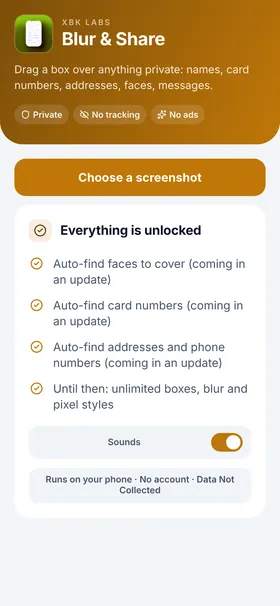 XBK LABS
Blur & Share
Drag a box over anything private: names, card
numbers, addresses, faces, messages.
Private
No tracking
No ads
Choose a screenshot
Everything is unlocked
Auto-find faces to cover (coming in
an update)
Auto-find card numbers (coming in
an update)
Auto-find addresses and phone
numbers (coming in an update)
Until then: unlimited boxes, blur and
pixel styles
Sounds
Runs on your phone · No account · Data Not
Collected